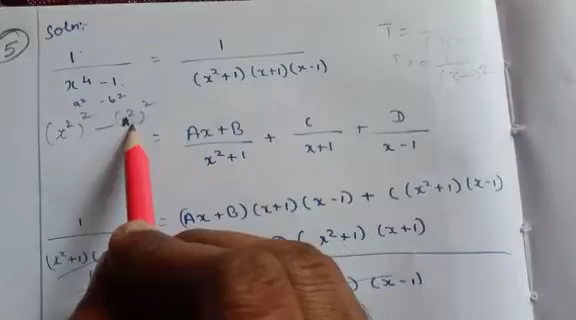 5
Soln:
1 / (x⁴ - 1) = 1 / ((x²+1)(x+1)(x-1))
a² - b²
(x²)² - (1²)² = (Ax+B) / (x²+1) + C / (x+1) + D / (x-1)
1 = (Ax+B)(x+1)(x-1) + C(x²+1)(x-1)
(x²+1)( (x²+1)(x+1)
(x-1)